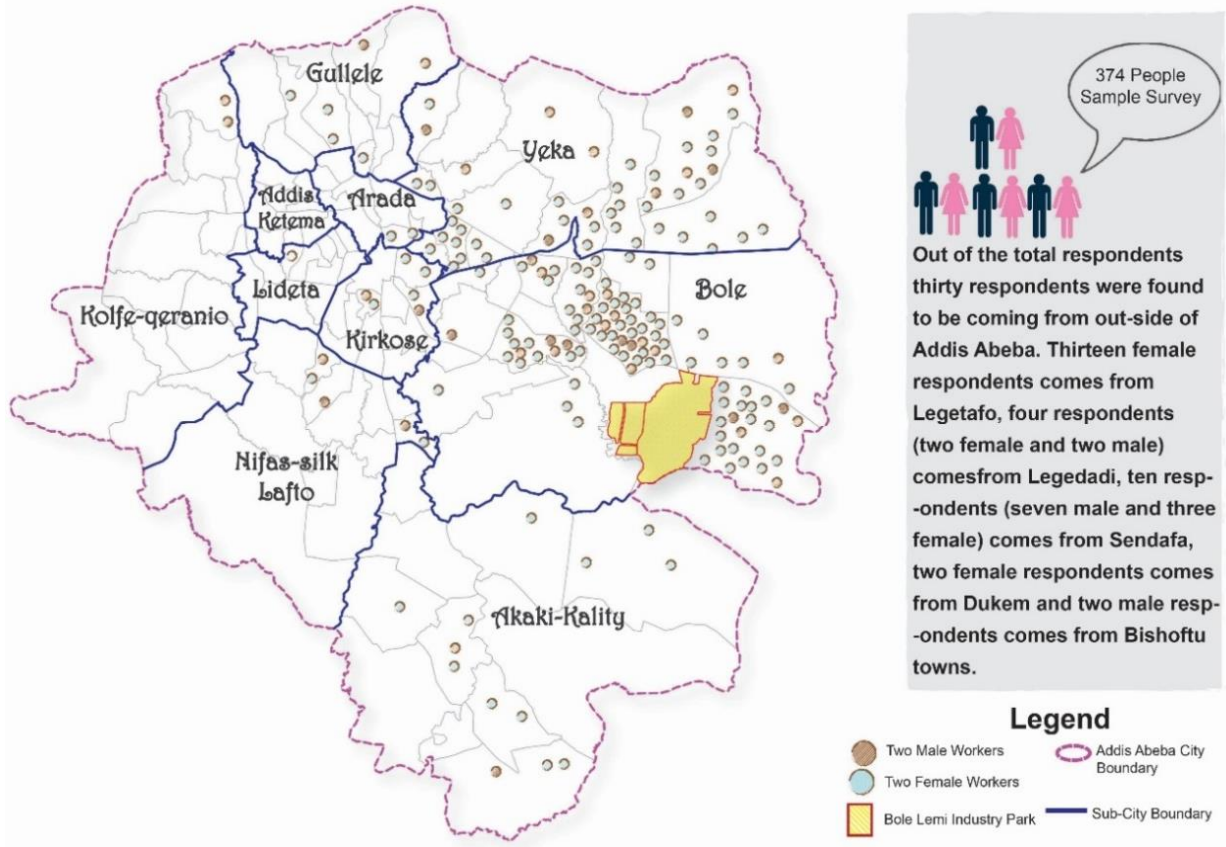 Gullele
Yeka
Addis
Ketema
Arada
Lideta
Kolfe-qeranio
Kirkose
Bole
Nifas-silk
Lafto
Akaki-Kality
374 People
Sample Survey
Out of the total respondents
thirty respondents were found
to be coming from out-side of
Addis Abeba. Thirteen female
respondents comes from
Legetafo, four respondents
(two female and two male)
comesfrom Legedadi, ten resp-
-ondents (seven male and three
female) comes from Sendafa,
two female respondents comes
from Dukem and two male resp-
-ondents comes from Bishoftu
towns.
Legend
Two Male Workers
Two Female Workers
Bole Lemi Industry Park
Addis Abeba City
Boundary
Sub-City Boundary